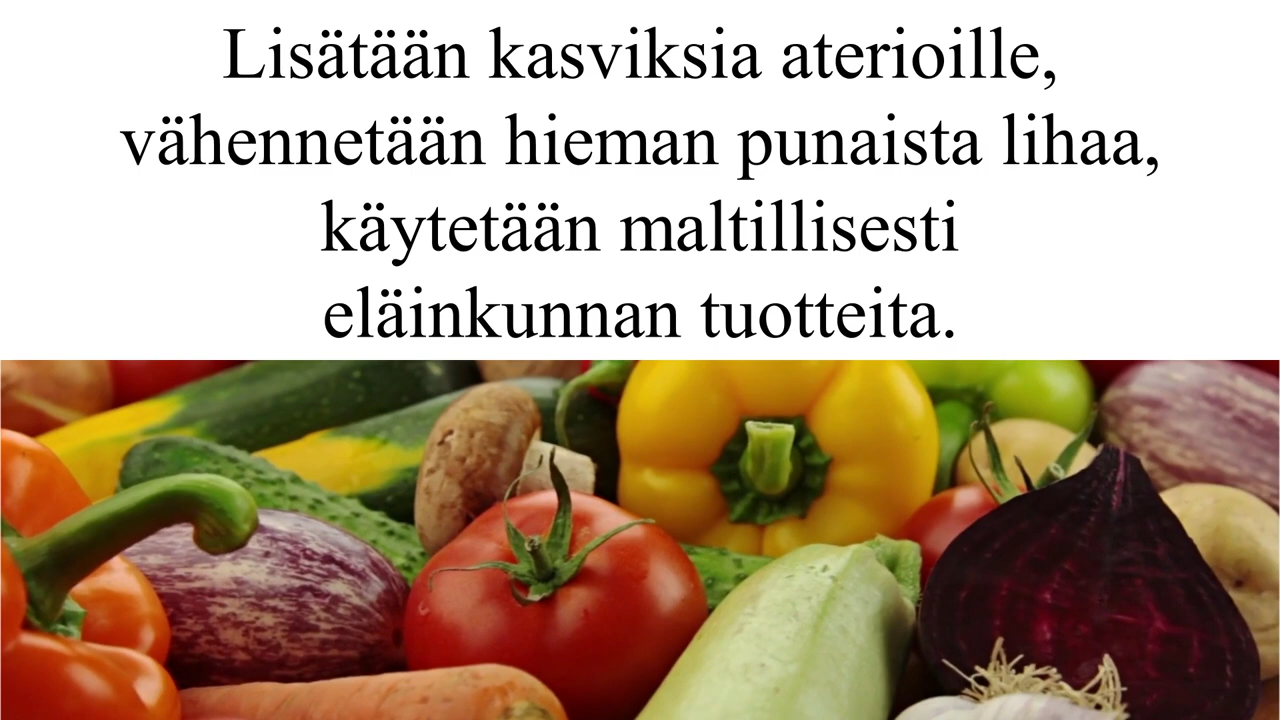 Lisätään kasviksia aterioille,
vähennetään hieman punaista lihaa,
käytetään maltillisesti
eläinkunnan tuotteita.